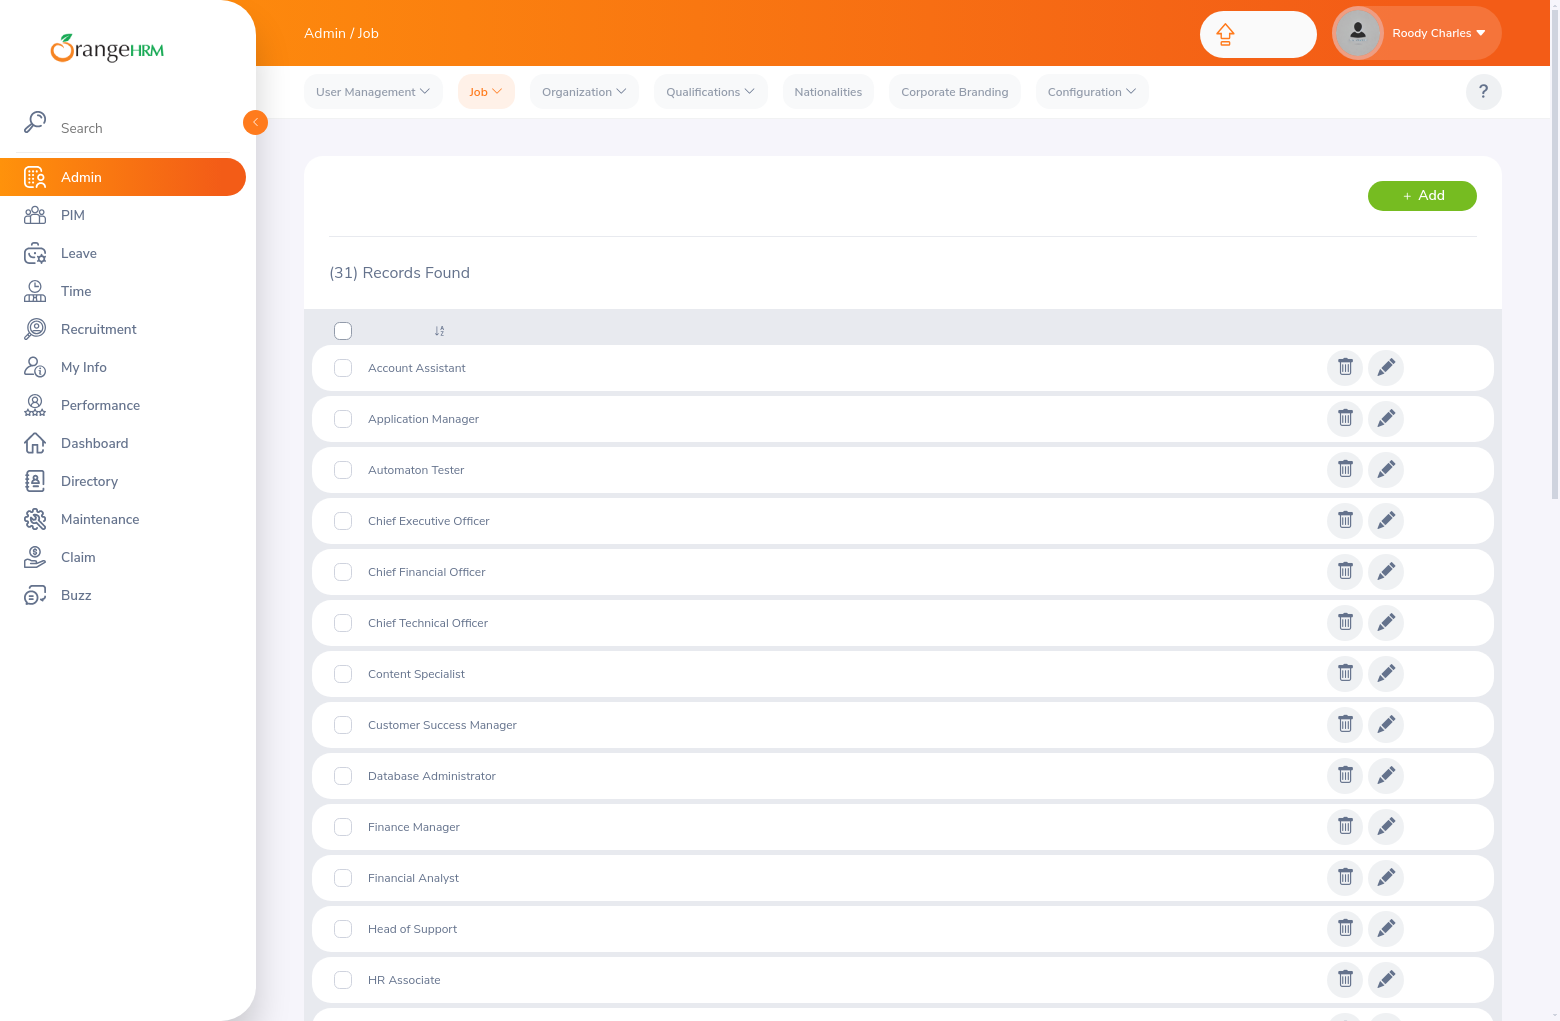 OrangeHRM
Admin / Job
Roody Charles
Search
User Management
Job
Organization
Qualifications
Nationalities
Corporate Branding
Configuration
?
Admin
PIM
Leave
Time
Recruitment
My Info
Performance
Dashboard
Directory
Maintenance
Claim
Buzz
+ Add
(31) Records Found
Account Assistant
Application Manager
Automaton Tester
Chief Executive Officer
Chief Financial Officer
Chief Technical Officer
Content Specialist
Customer Success Manager
Database Administrator
Finance Manager
Financial Analyst
Head of Support
HR Associate